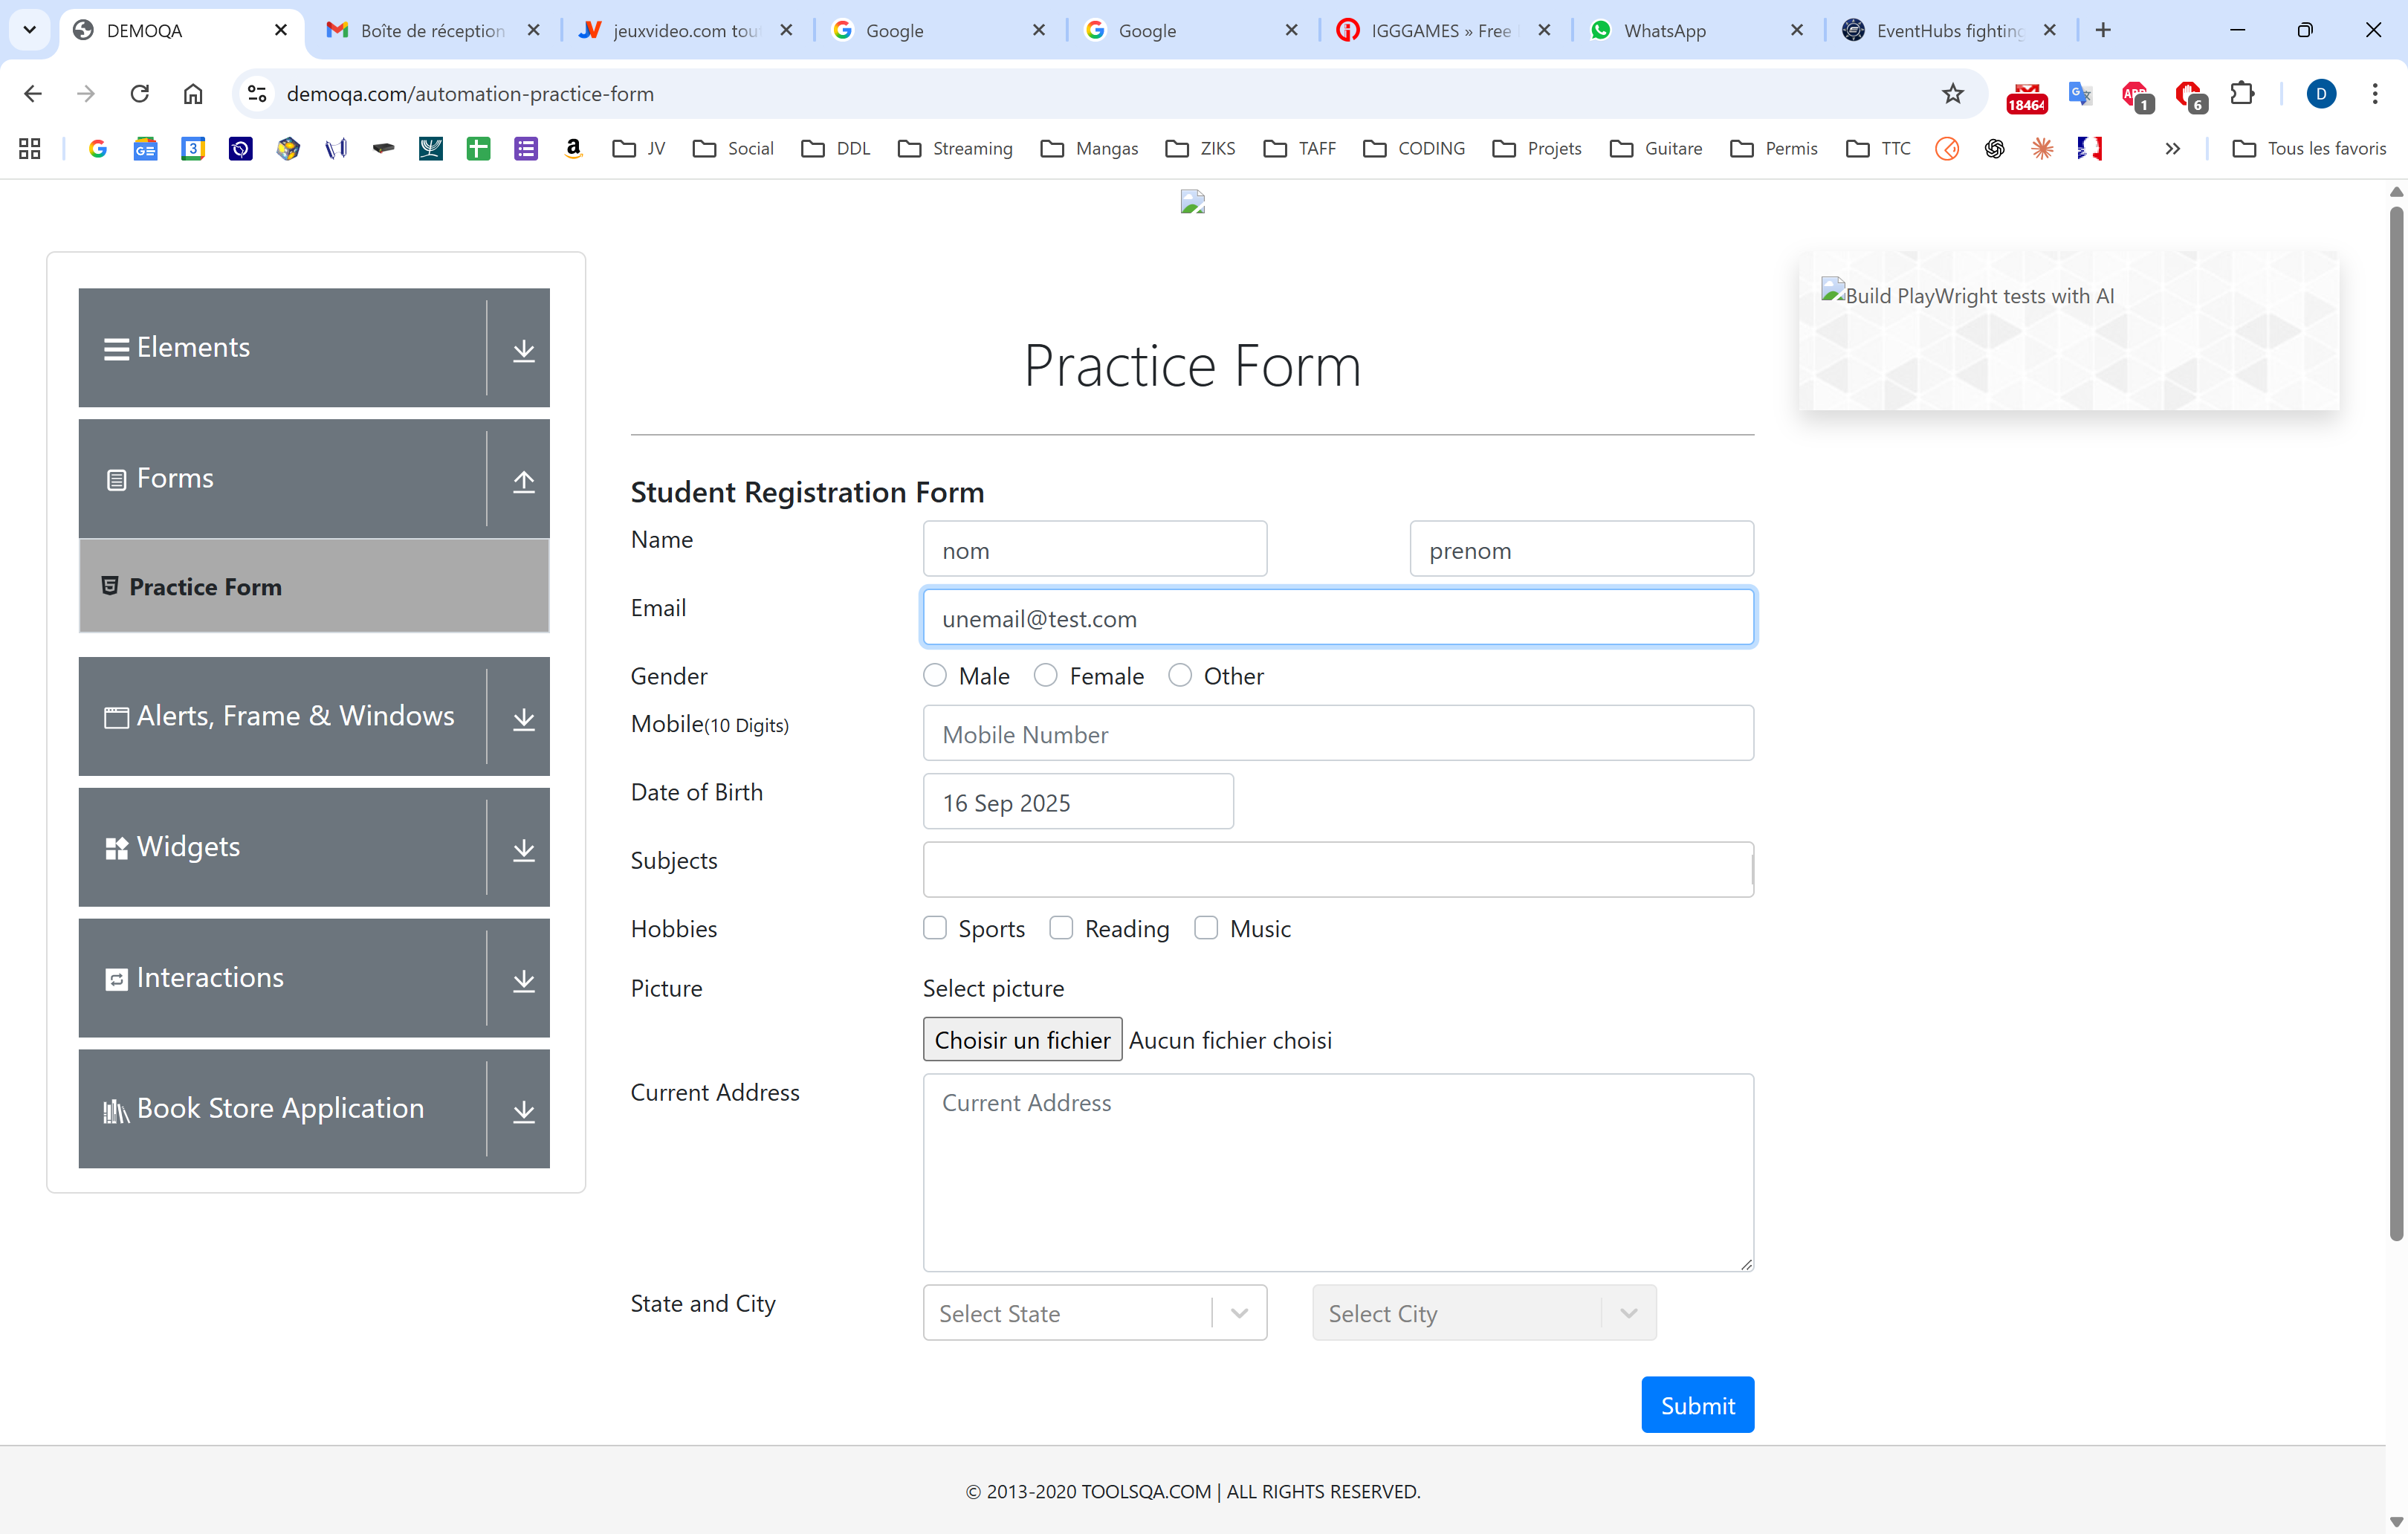 DEMOQA
Boîte de réception
jeuxvideo.com tou
Google
Google
IGGGAMES » Free
WhatsApp
EventHubs fighting
demoqa.com/automation-practice-form
18464
1
6
D
JV
Social
DDL
Streaming
Mangas
ZIKS
TAFF
CODING
Projets
Guitare
Permis
TTC
Tous les favoris
Elements
Forms
Practice Form
Alerts, Frame & Windows
Widgets
Interactions
Book Store Application
Practice Form
Student Registration Form
Name
nom
prenom
Email
unemail@test.com
Gender
Male
Female
Other
Mobile(10 Digits)
Mobile Number
Date of Birth
16 Sep 2025
Subjects
Hobbies
Sports
Reading
Music
Picture
Select picture
Choisir un fichier
Aucun fichier choisi
Current Address
Current Address
State and City
Select State
Select City
Submit
Build PlayWright tests with AI
© 2013-2020 TOOLSQA.COM | ALL RIGHTS RESERVED.